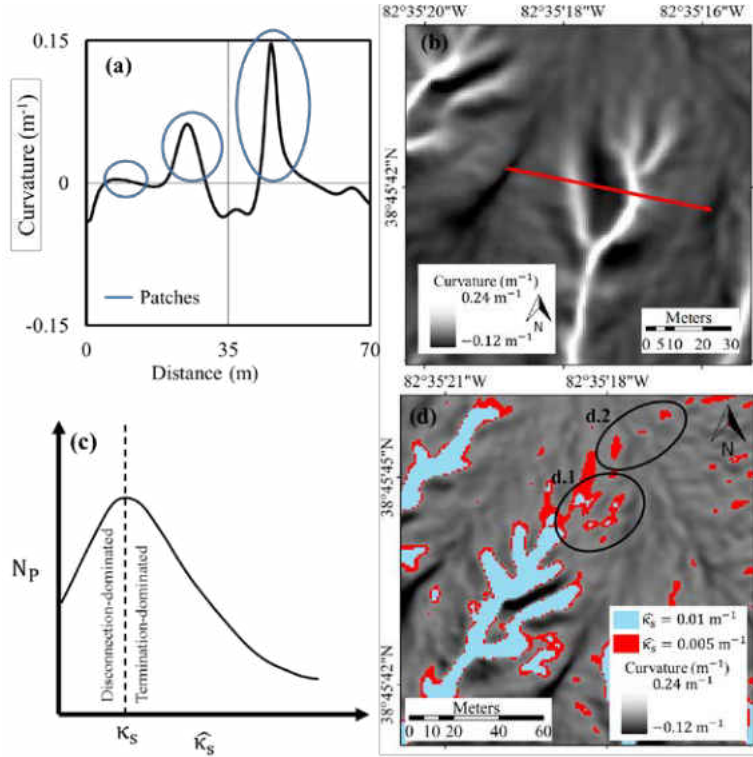 (a)
0.15
0
-0.15
Curvature (m⁻¹)
Patches
0 35 70
Distance (m)
82°35'20"W 82°35'18"W 82°35'16"W
(b)
38°45'42"N
Curvature (m⁻¹)
0.24 m⁻¹
−0.12 m⁻¹
N
Meters
0 5 10 20 30
(c)
N_P
Disconnection-dominated
Termination-dominated
κ_s
κ̂_s
82°35'21"W 82°35'18"W
(d)
d.2
d.1
N
38°45'45"N
38°45'42"N
κ̂_s = 0.01 m⁻¹
κ̂_s = 0.005 m⁻¹
Curvature (m⁻¹)
0.24 m⁻¹
−0.12 m⁻¹
Meters
0 10 20 40 60